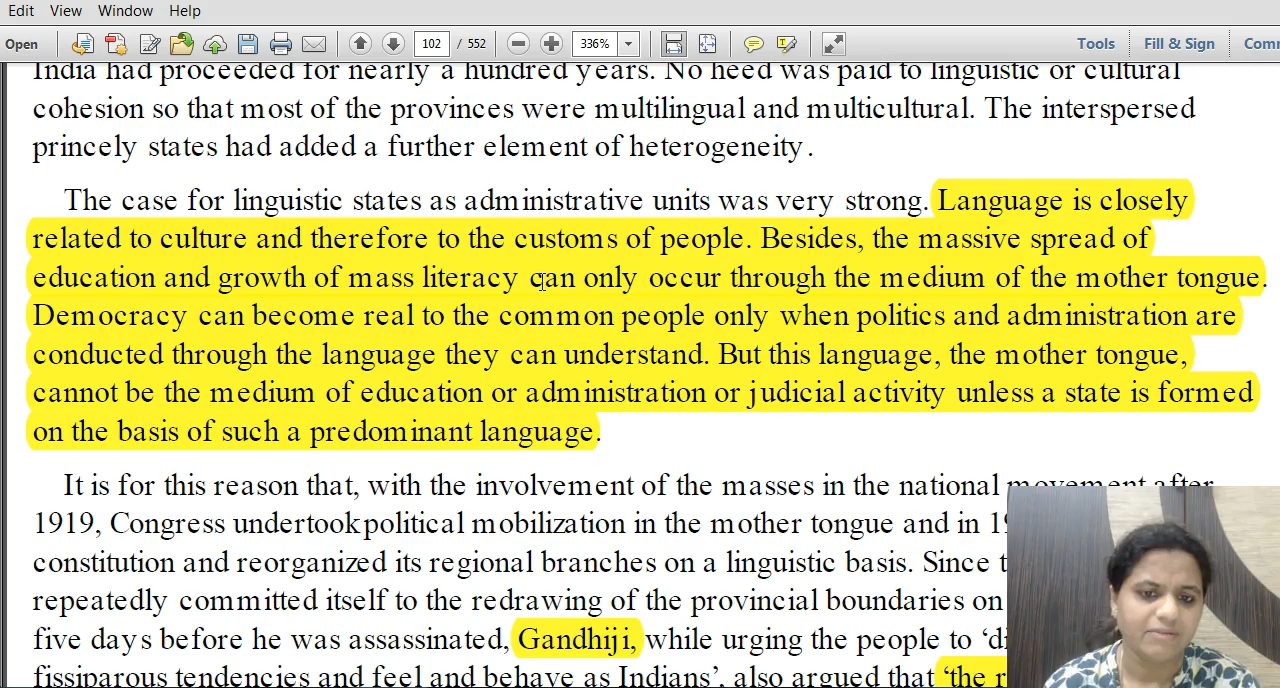 Edit View Window Help
Open 102 / 552 336% Tools Fill & Sign
India had proceeded for nearly a hundred years. No heed was paid to linguistic or cultural
cohesion so that most of the provinces were multilingual and multicultural. The interspersed
princely states had added a further element of heterogeneity.
The case for linguistic states as administrative units was very strong. Language is closely
related to culture and therefore to the customs of people. Besides, the massive spread of
education and growth of mass literacy can only occur through the medium of the mother tongue.
Democracy can become real to the common people only when politics and administration are
conducted through the language they can understand. But this language, the mother tongue,
cannot be the medium of education or administration or judicial activity unless a state is formed
on the basis of such a predominant language.
It is for this reason that, with the involvement of the masses in the national movement after
1919, Congress undertook political mobilization in the mother tongue and in
constitution and reorganized its regional branches on a linguistic basis. Since
repeatedly committed itself to the redrawing of the provincial boundaries on
five days before he was assassinated, Gandhiji, while urging the people to
fissiparous tendencies and feel and behave as Indians', also argued that 'the